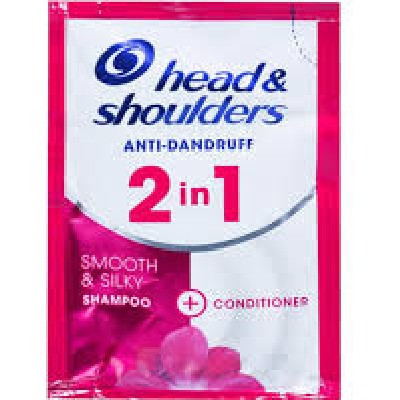 head &
shoulders
ANTI-DANDRUFF
2 in 1
SMOOTH
& SILKY
SHAMPOO
+ CONDITIONER